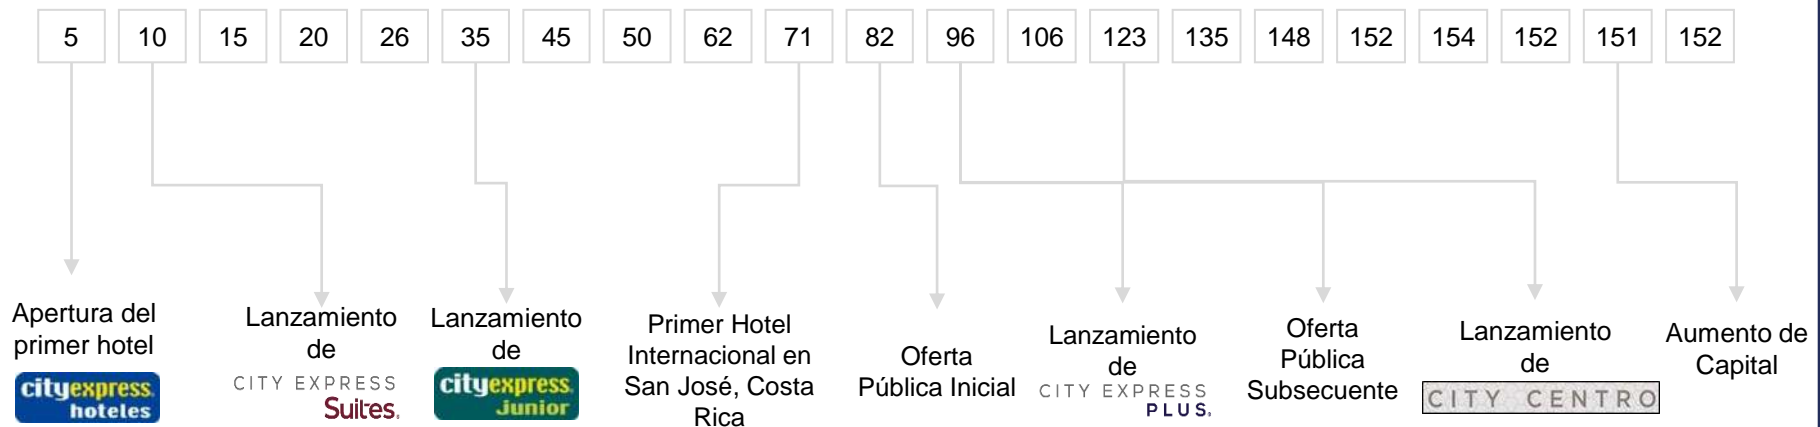 5 10 15 20 26 35 45 50 62 71 82 96 106 123 135 148 152 154 152 151 152
Apertura del
primer hotel
cityexpress.
hoteles
Lanzamiento
de
CITY EXPRESS
Suites.
Lanzamiento
de
cityexpress.
Junior
Primer Hotel
Internacional en
San José, Costa
Rica
Oferta
Pública Inicial
Lanzamiento
de
CITY EXPRESS
PLUS.
Oferta
Pública
Subsecuente
Lanzamiento
de
CITY CENTRO
Aumento de
Capital